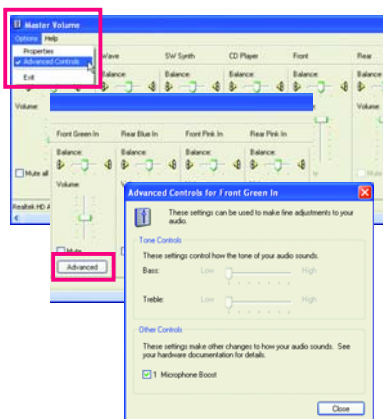 Master Volume
Options Help
Properties
Advanced Controls
Exit
Wave
SW Synth
CD Player
Front
Rear
Balance:
Balance:
Balance:
Balance:
Balance:
Volume:
Mute all
Realtek HD A
Front Green In
Rear Blue In
Front Pink In
Rear Pink In
Balance:
Balance:
Balance:
Balance:
Volume:
Mute
Advanced
Advanced Controls for Front Green In
These settings can be used to make fine adjustments to your
audio.
Tone Controls
These settings control how the tone of your audio sounds.
Bass:
Low
High
Treble:
Low
High
Other Controls
These settings make other changes to how your audio sounds. See
your hardware documentation for details.
1 Microphone Boost
Close